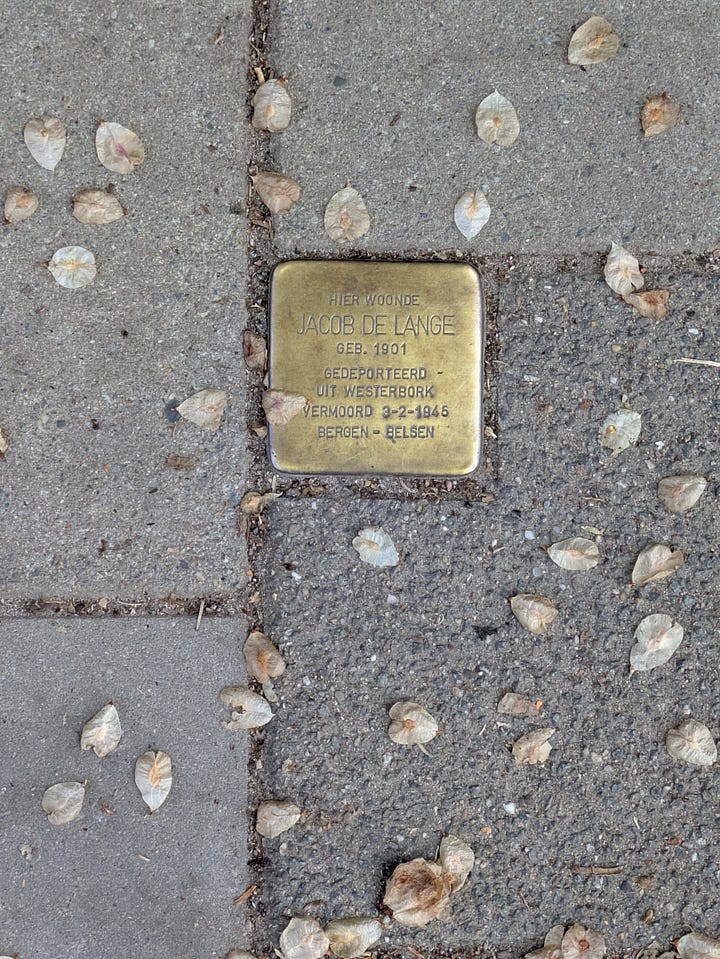 HIER WOONDE
JACOB DE LANGE
GEB. 1901
GEDEPORTEERD
UIT WESTERBORK
VERMOORD 3-2-1945
BERGEN - BELSEN